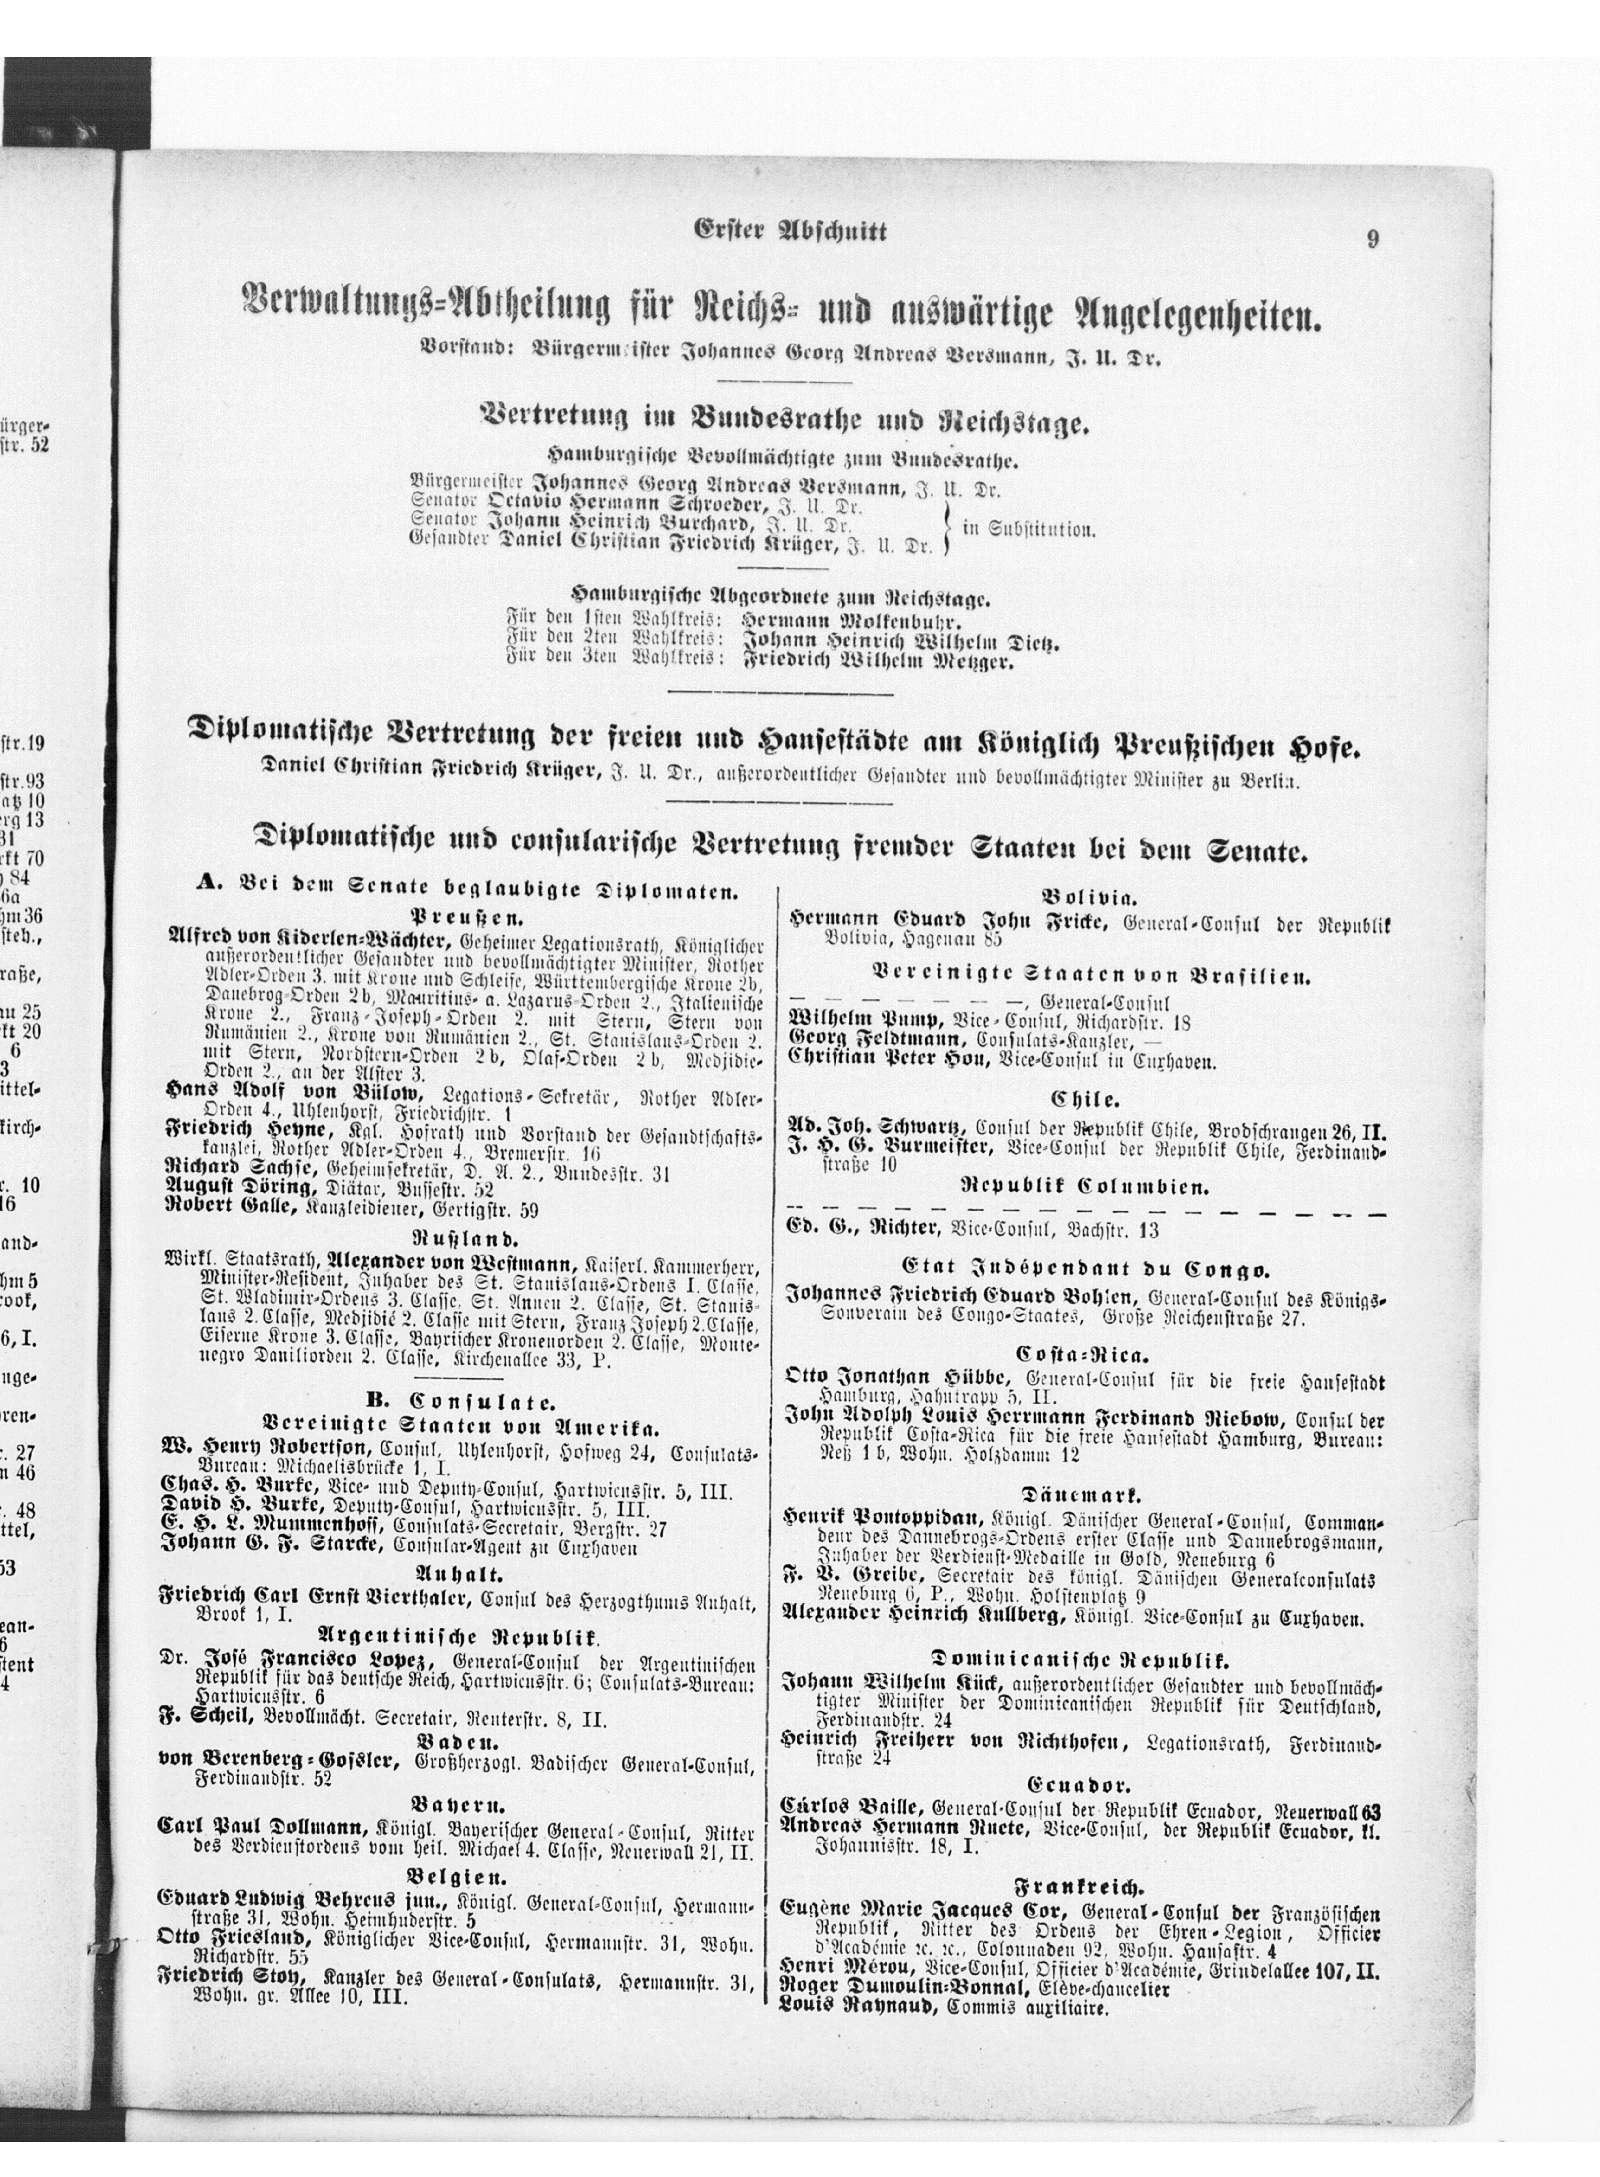 Erster Abschnitt
9
Verwaltungs-Abtheilung für Reichs- und auswärtige Angelegenheiten.
Vorstand: Bürgermeister Johannes Georg Andreas Versmann, J. U. Dr.
Vertretung im Bundesrathe und Reichstage.
Hamburgische Bevollmächtigte zum Bundesrathe.
Bürgermeister Johannes Georg Andreas Versmann, J. U. Dr.
Senator Octavio Hermann Schroeder, J. U. Dr.
Senator Johann Heinrich Burchard, J. U. Dr.
in Substitution.
Gesandter Daniel Christian Friedrich Krüger, J. U. Dr.
Hamburgische Abgeordnete zum Reichstage.
Für den 1sten Wahlkreis: Hermann Molkenbuhr.
Für den 2ten Wahlkreis: Johann Heinrich Wilhelm Dietz.
Für den 3ten Wahlkreis: Friedrich Wilhelm Metzger.
Diplomatische Vertretung der freien und Hansestädte am Königlich Preußischen Hofe.
Daniel Christian Friedrich Krüger, J. U. Dr., außerordentlicher Gesandter und bevollmächtigter Minister zu Berlin.
Diplomatische und consularische Vertretung fremder Staaten bei dem Senate.
A. Bei dem Senate beglaubigte Diplomaten.
Preußen.
Alfred von Kiderlen-Wächter, Geheimer Legationsrath, Königlicher
außerordentlicher Gesandter und bevollmächtigter Minister, Rother
Adler-Orden 3. mit Krone und Schleife, Württembergische Krone 2b,
Danebrog-Orden 2b, Mauritius- a. Lazarus-Orden 2., Italienische
Krone 2., Franz-Joseph-Orden 2. mit Stern, Stern von
Rumänien 2., Krone von Rumänien 2., St. Stanislaus-Orden 2.
mit Stern, Nordstern-Orden 2b, Olaf-Orden 2b, Medjidie-
Orden 2., an der Alster 3.
Hans Adolf von Bülow, Legations-Sekretär, Rother Adler-
Orden 4., Uhlenhorst, Friedrichstr. 1
Friedrich Heyne, Kgl. Hofrath und Vorstand der Gesandtschafts-
kanzlei, Rother Adler-Orden 4., Bremerstr. 16
Richard Sachse, Geheimsekretär, D. A. 2., Bundesstr. 31
August Döring, Diätar, Bussestr. 52
Robert Galle, Kanzleidiener, Gertigstr. 59
Rußland.
Wirkl. Staatsrath, Alexander von Westmann, Kaiserl. Kammerherr,
Minister-Resident, Inhaber des St. Stanislaus-Ordens I. Classe,
St. Wladimir-Ordens 3. Classe, St. Annen 2. Classe, St. Stanis-
laus 2. Classe, Medjidié 2. Classe mit Stern, Franz Joseph 2. Classe,
Eiserne Krone 3. Classe, Bayrischer Kronenorden 2. Classe, Monte-
negro Daniliorden 2. Classe, Kirchenallee 33, P.
B. Consulate.
Vereinigte Staaten von Amerika.
W. Henry Robertson, Consul, Uhlenhorst, Hofweg 24, Consulats-
Bureau: Michaelisbrücke 1, I.
Chas. H. Burke, Vice- und Deputy-Consul, Hartwicusstr. 5, III.
David H. Burke, Deputy-Consul, Hartwicusstr. 5, III.
E. H. L. Mummenhoff, Consulats-Secretair, Bergstr. 27
Johann G. F. Starcke, Consular-Agent zu Cuxhaven
Anhalt.
Friedrich Carl Ernst Vierthaler, Consul des Herzogthums Anhalt,
Brook 1, I.
Argentinische Republik.
Dr. José Francisco Lopez, General-Consul der Argentinischen
Republik für das deutsche Reich, Hartwicusstr. 6; Consulats-Bureau:
Hartwicusstr. 6
F. Scheil, Bevollmächt. Secretair, Reuterstr. 8, II.
Baden.
von Berenberg-Gossler, Großherzogl. Badischer General-Consul,
Ferdinandstr. 52
Bayern.
Carl Paul Dollmann, Königl. Bayerischer General-Consul, Ritter
des Verdienstordens vom heil. Michael 4. Classe, Neuerwall 21, II.
Belgien.
Eduard Ludwig Behrens jun., Königl. General-Consul, Hermann-
straße 31, Wohn. Heimhuderstr. 5
Otto Friesland, Königlicher Vice-Consul, Hermannstr. 31, Wohn.
Richardstr. 55
Friedrich Stoy, Kanzler des General-Consulats, Hermannstr. 31,
Wohn. gr. Allee 10, III.
Bolivia.
Hermann Eduard John Fricke, General-Consul der Republik
Bolivia, Hagenau 85
Vereinigte Staaten von Brasilien.
— — — — — — —, General-Consul
Wilhelm Pump, Vice-Consul, Richardstr. 18
Georg Feldtmann, Consulats-Kanzler, —
Christian Peter Hon, Vice-Consul in Cuxhaven.
Chile.
Ad. Joh. Schwartz, Consul der Republik Chile, Brodschrangen 26, II.
J. H. G. Burmeister, Vice-Consul der Republik Chile, Ferdinand-
straße 10
Republik Columbien.
— — — — — — — — — — — — — — — —
Ed. G., Richter, Vice-Consul, Bachstr. 13
Etat Indépendant du Congo.
Johannes Friedrich Eduard Bohlen, General-Consul des Königs-
Souverain des Congo-Staates, Große Reichenstraße 27.
Costa-Rica.
Otto Jonathan Hübbe, General-Consul für die freie Hansestadt
Hamburg, Hahntrapp 5, II.
John Adolph Louis Herrmann Ferdinand Niebow, Consul der
Republik Costa-Rica für die freie Hansestadt Hamburg, Bureau:
Neß 1b, Wohn. Holzdamm 12
Dänemark.
Henrik Pontoppidan, Königl. Dänischer General-Consul, Comman-
deur des Dannebrogs-Ordens erster Classe und Dannebrogsmann,
Inhaber der Verdienst-Medaille in Gold, Neueburg 6
F. V. Greibe, Secretair des königl. Dänischen Generalconsulats
Neueburg 6, P., Wohn. Holstenplatz 9
Alexander Heinrich Kullberg, Königl. Vice-Consul zu Cuxhaven.
Dominicanische Republik.
Johann Wilhelm Kück, außerordentlicher Gesandter und bevollmäch-
tigter Minister der Dominicanischen Republik für Deutschland,
Ferdinandstr. 24
Heinrich Freiherr von Richthofen, Legationsrath, Ferdinand-
straße 24
Ecuador.
Cárlos Baille, General-Consul der Republik Ecuador, Neuerwall 63
Andreas Hermann Ruete, Vice-Consul, der Republik Ecuador, kl.
Johannisstr. 18, I.
Frankreich.
Eugène Marie Jacques Cor, General-Consul der Französischen
Republik, Ritter des Ordens der Ehren-Legion, Officier
d'Académie ꝛc. ꝛc., Colonnaden 92, Wohn. Hansastr. 4
Henri Mérou, Vice-Consul, Officier d'Académie, Grindelallee 107, II.
Roger Dumoulin-Bonnal, Elève-chancelier
Louis Raynaud, Commis auxiliaire.